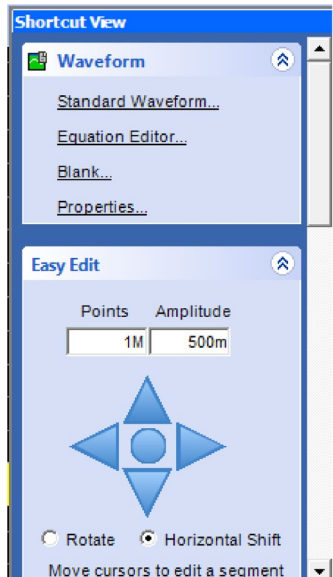 Shortcut View
Waveform
Standard Waveform...
Equation Editor...
Blank...
Properties...
Easy Edit
Points Amplitude
1M 500m
Rotate Horizontal Shift
Move cursors to edit a segment